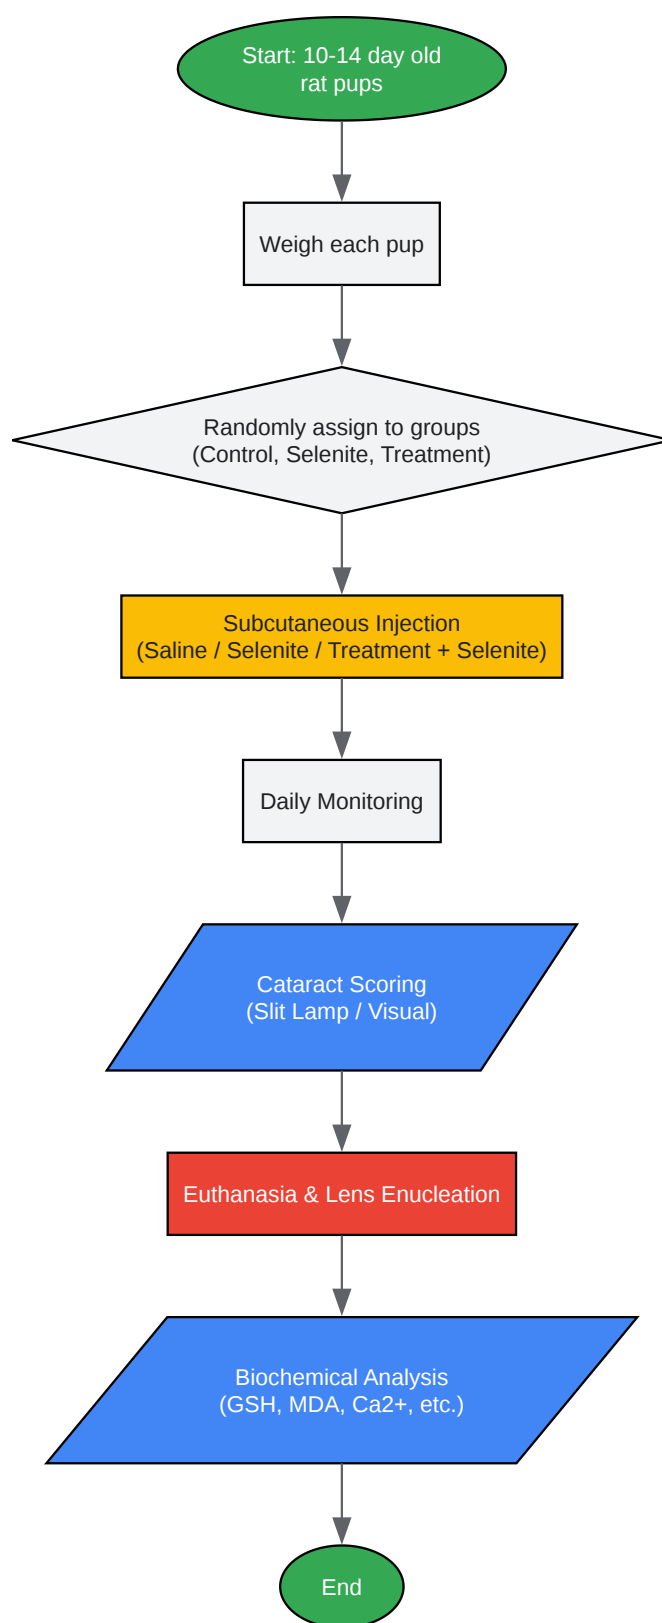 Start: 10-14 day old
rat pups
Weigh each pup
Randomly assign to groups
(Control, Selenite, Treatment)
Subcutaneous Injection
(Saline / Selenite / Treatment + Selenite)
Daily Monitoring
Cataract Scoring
(Slit Lamp / Visual)
Euthanasia & Lens Enucleation
Biochemical Analysis
(GSH, MDA, Ca2+, etc.)
End